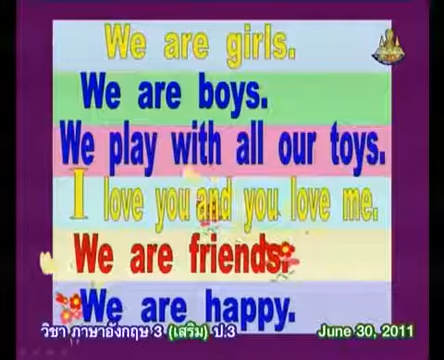 We are girls.
We are boys.
We play with all our toys.
I love you and you love me.
We are friends.
We are happy.
วิชา ภาษาอังกฤษ 3 (เสริม) ป.3
June 30, 2011